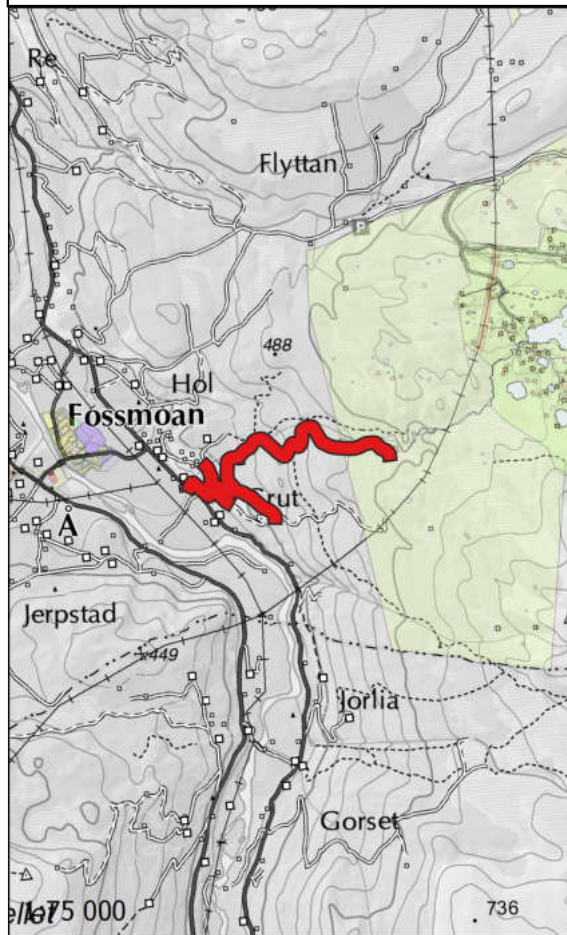 Re
Flyttan
488
Hol
Fossmoan
Grut
Å
Jerpstad
449
Jorlia
Gorset
1:75 000
736